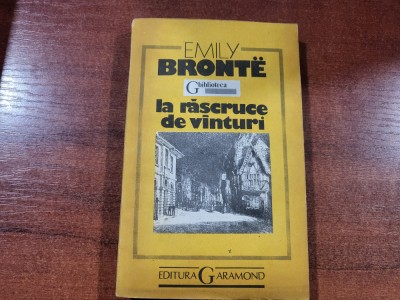 EMILY
BRONTË
Gbiblioteca
la răscruce
de vînturi
EDITURA GARAMOND